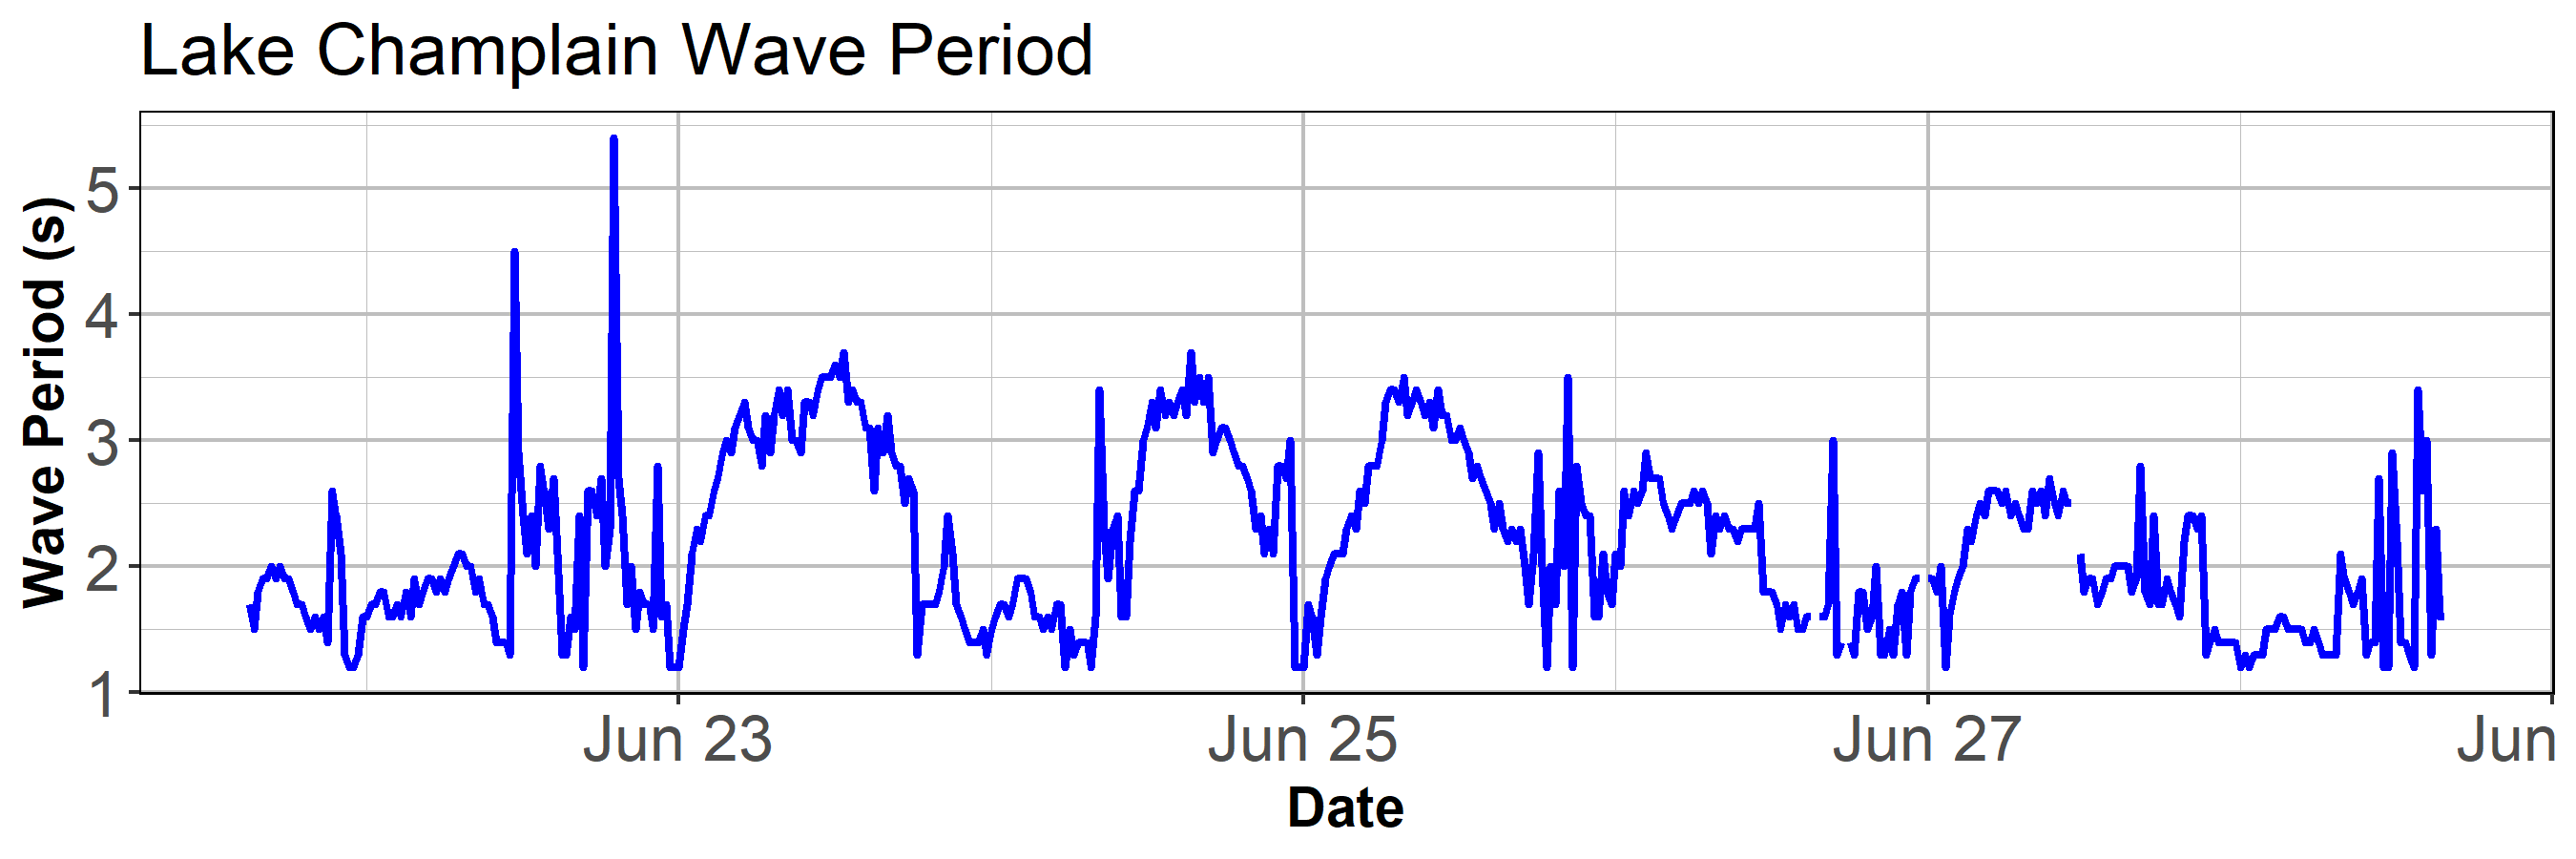 Lake Champlain Wave Period
Wave Period (s)
5
4
3
2
1
Jun 23
Jun 25
Jun 27
Jun
Date